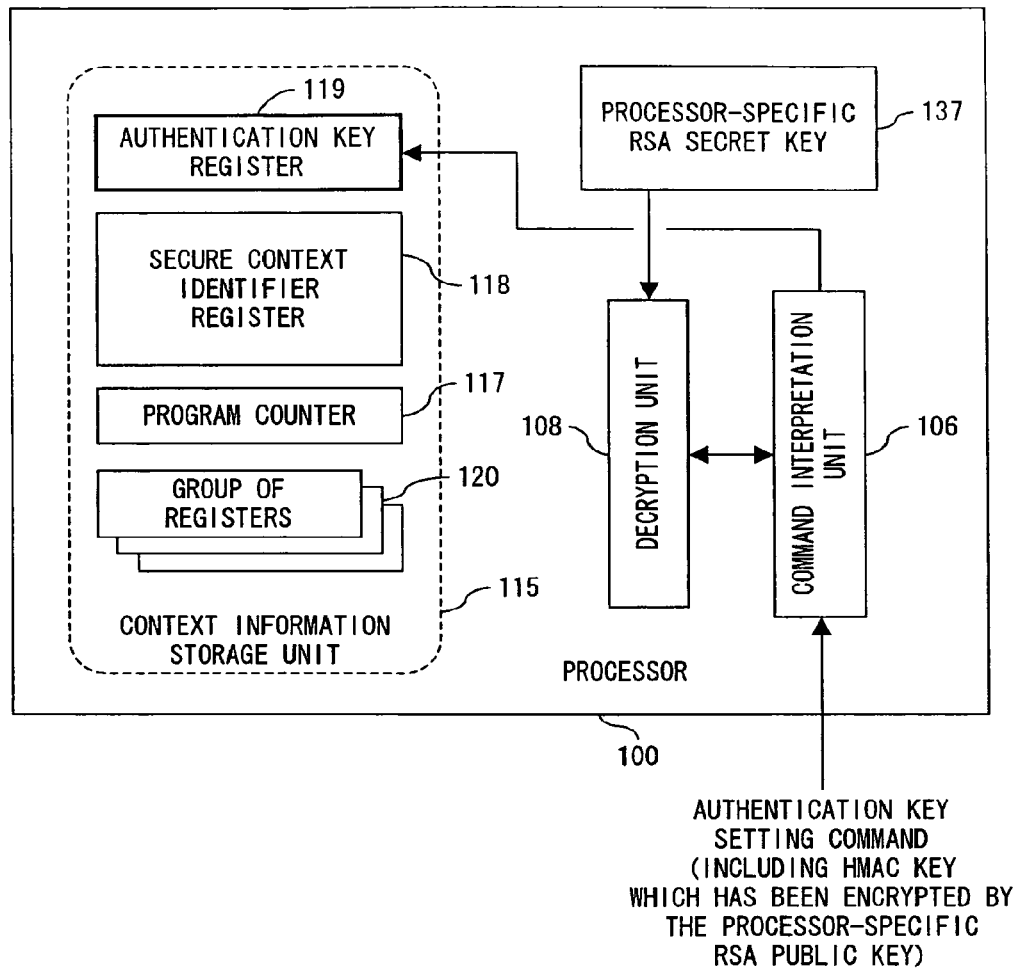 119
AUTHENTICATION KEY
REGISTER
PROCESSOR-SPECIFIC
RSA SECRET KEY
137
SECURE CONTEXT
IDENTIFIER
REGISTER
118
117
PROGRAM COUNTER
120
GROUP OF
REGISTERS
115
CONTEXT INFORMATION
STORAGE UNIT
108
DECRYPTION UNIT
COMMAND INTERPRETATION
UNIT
106
PROCESSOR
100
AUTHENTICATION KEY
SETTING COMMAND
(INCLUDING HMAC KEY
WHICH HAS BEEN ENCRYPTED BY
THE PROCESSOR-SPECIFIC
RSA PUBLIC KEY)